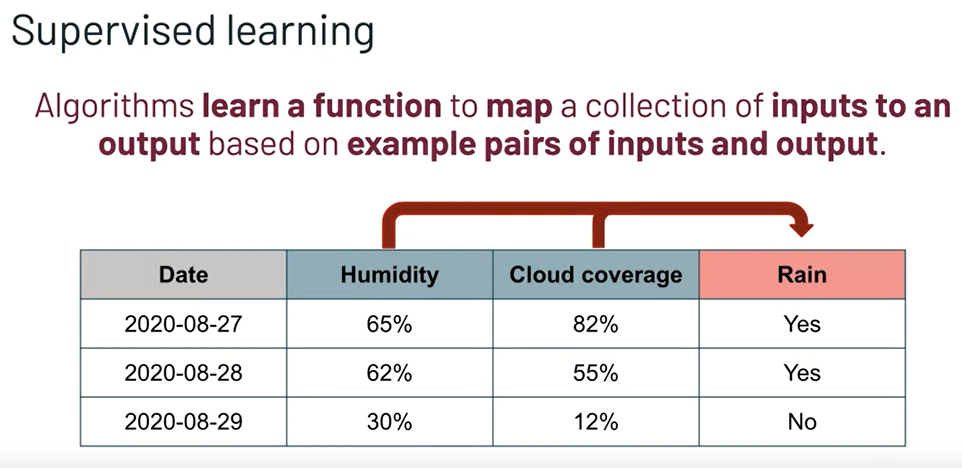 Supervised learning
Algorithms learn a function to map a collection of inputs to an
output based on example pairs of inputs and output.
Date Humidity Cloud coverage Rain
2020-08-27 65% 82% Yes
2020-08-28 62% 55% Yes
2020-08-29 30% 12% No